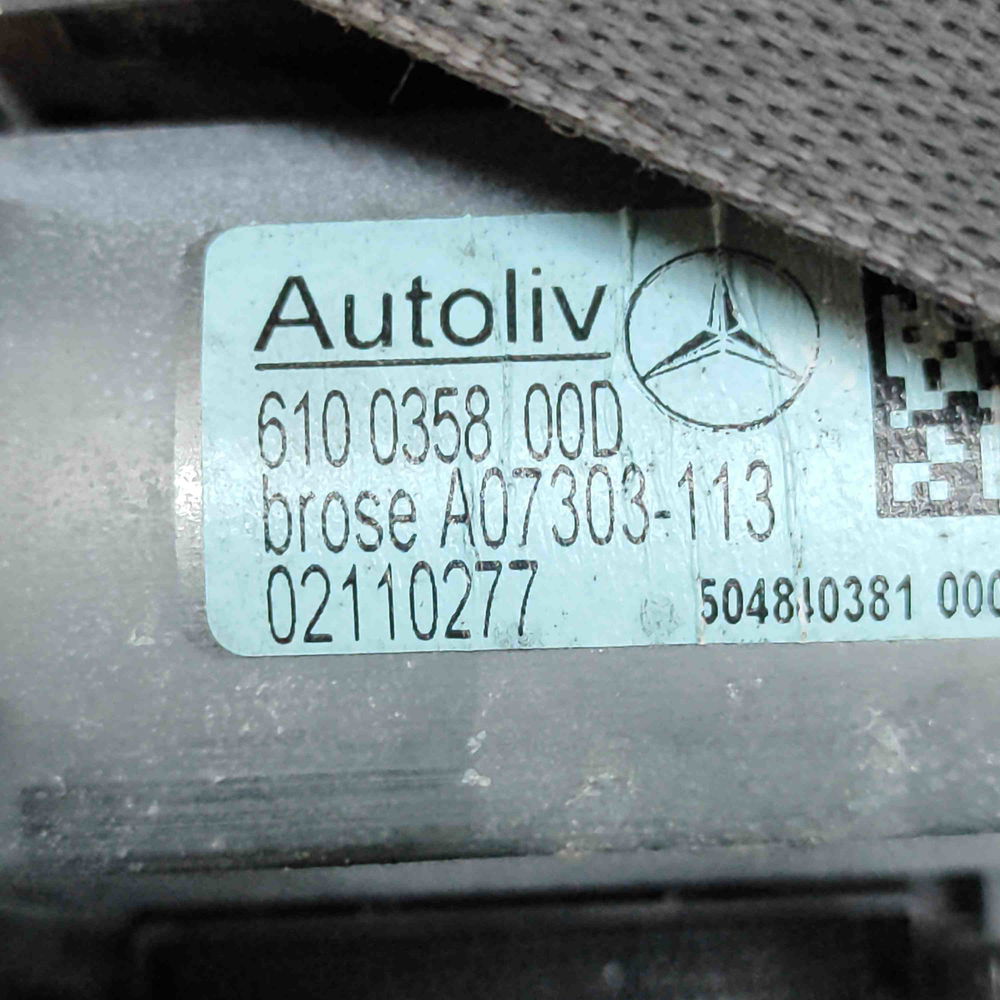 Autoliv
610 0358 00D
brose A07303-113
02110277